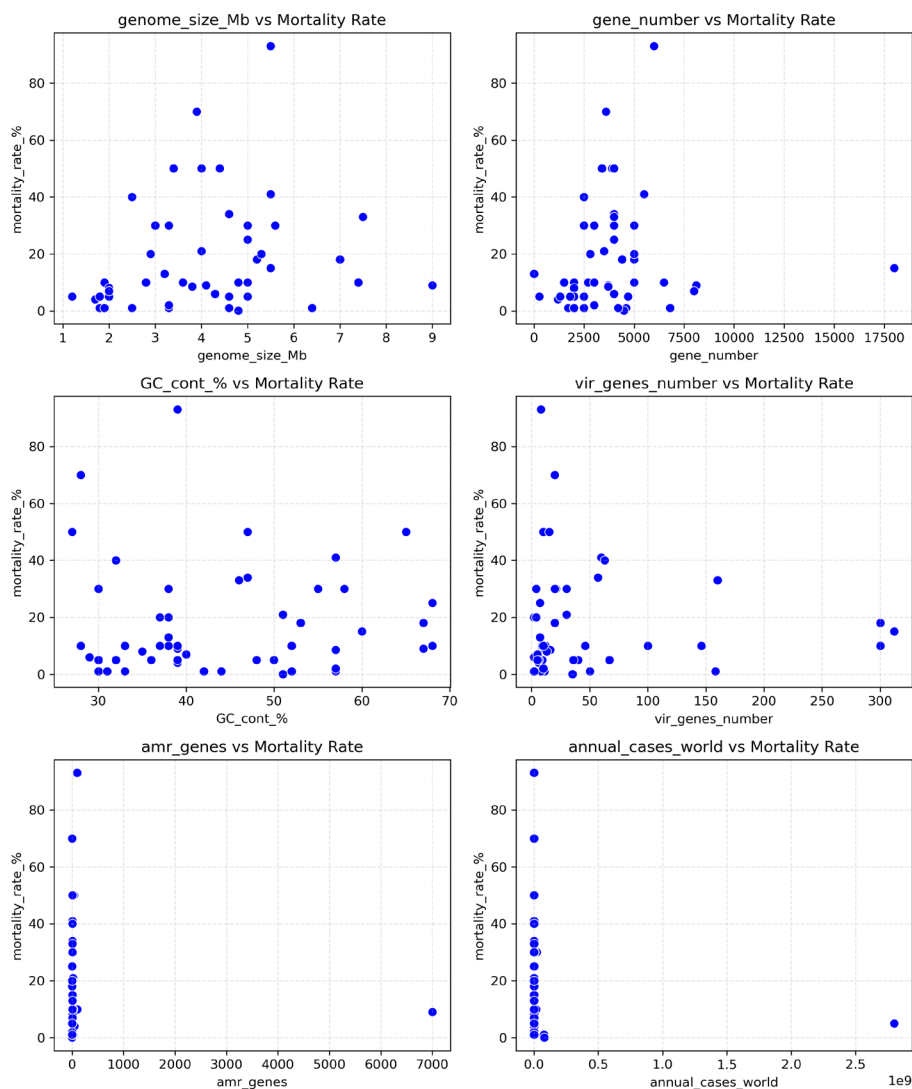 genome_size_Mb vs Mortality Rate
mortality_rate_%
80
60
40
20
0
1 2 3 4 5 6 7 8 9
genome_size_Mb
gene_number vs Mortality Rate
mortality_rate_%
80
60
40
20
0
0 2500 5000 7500 10000 12500 15000 17500
gene_number
GC_cont_% vs Mortality Rate
mortality_rate_%
80
60
40
20
0
30 40 50 60 70
GC_cont_%
vir_genes_number vs Mortality Rate
mortality_rate_%
80
60
40
20
0
0 50 100 150 200 250 300
vir_genes_number
amr_genes vs Mortality Rate
mortality_rate_%
80
60
40
20
0
0 1000 2000 3000 4000 5000 6000 7000
amr_genes
annual_cases_world vs Mortality Rate
mortality_rate_%
80
60
40
20
0
0.0 0.5 1.0 1.5 2.0 2.5
1e9
annual_cases_world